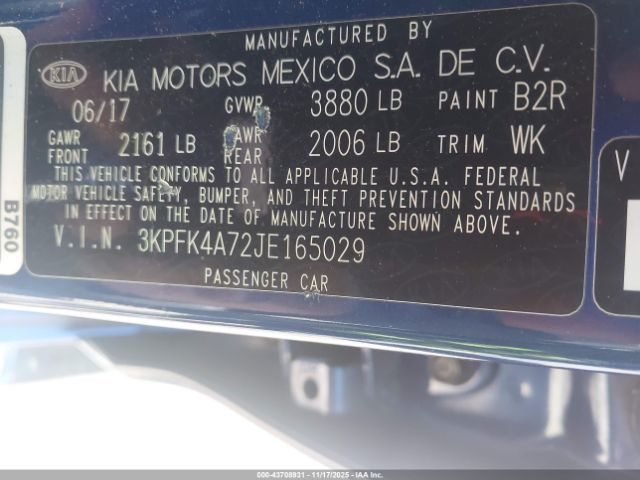 MANUFACTURED BY
KIA KIA MOTORS MEXICO S.A. DE C.V.
06/17 GVWR 3880 LB PAINT B2R
GAWR FRONT 2161 LB GAWR REAR 2006 LB TRIM WK
THIS VEHICLE CONFORMS TO ALL APPLICABLE U.S.A. FEDERAL
MOTOR VEHICLE SAFETY, BUMPER, AND THEFT PREVENTION STANDARDS
IN EFFECT ON THE DATE OF MANUFACTURE SHOWN ABOVE.
V.I.N. 3KPFK4A72JE165029
PASSENGER CAR
B760
V
000-43708931 - 11/17/2025 - Copyright IAA, Inc.